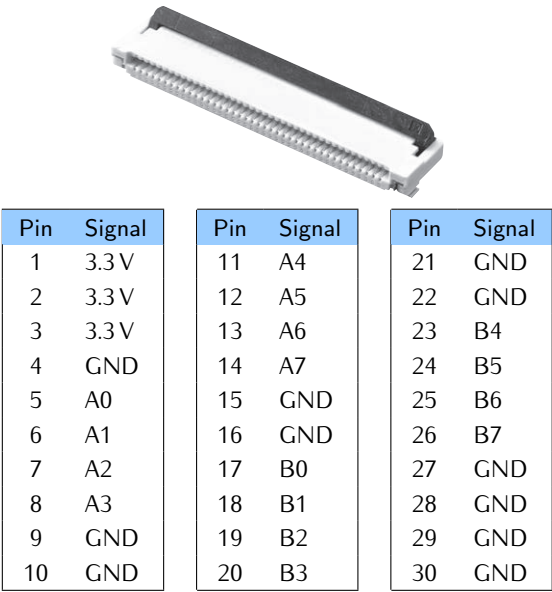 Pin Signal Pin Signal Pin Signal
1 3.3 V 11 A4 21 GND
2 3.3 V 12 A5 22 GND
3 3.3 V 13 A6 23 B4
4 GND 14 A7 24 B5
5 A0 15 GND 25 B6
6 A1 16 GND 26 B7
7 A2 17 B0 27 GND
8 A3 18 B1 28 GND
9 GND 19 B2 29 GND
10 GND 20 B3 30 GND